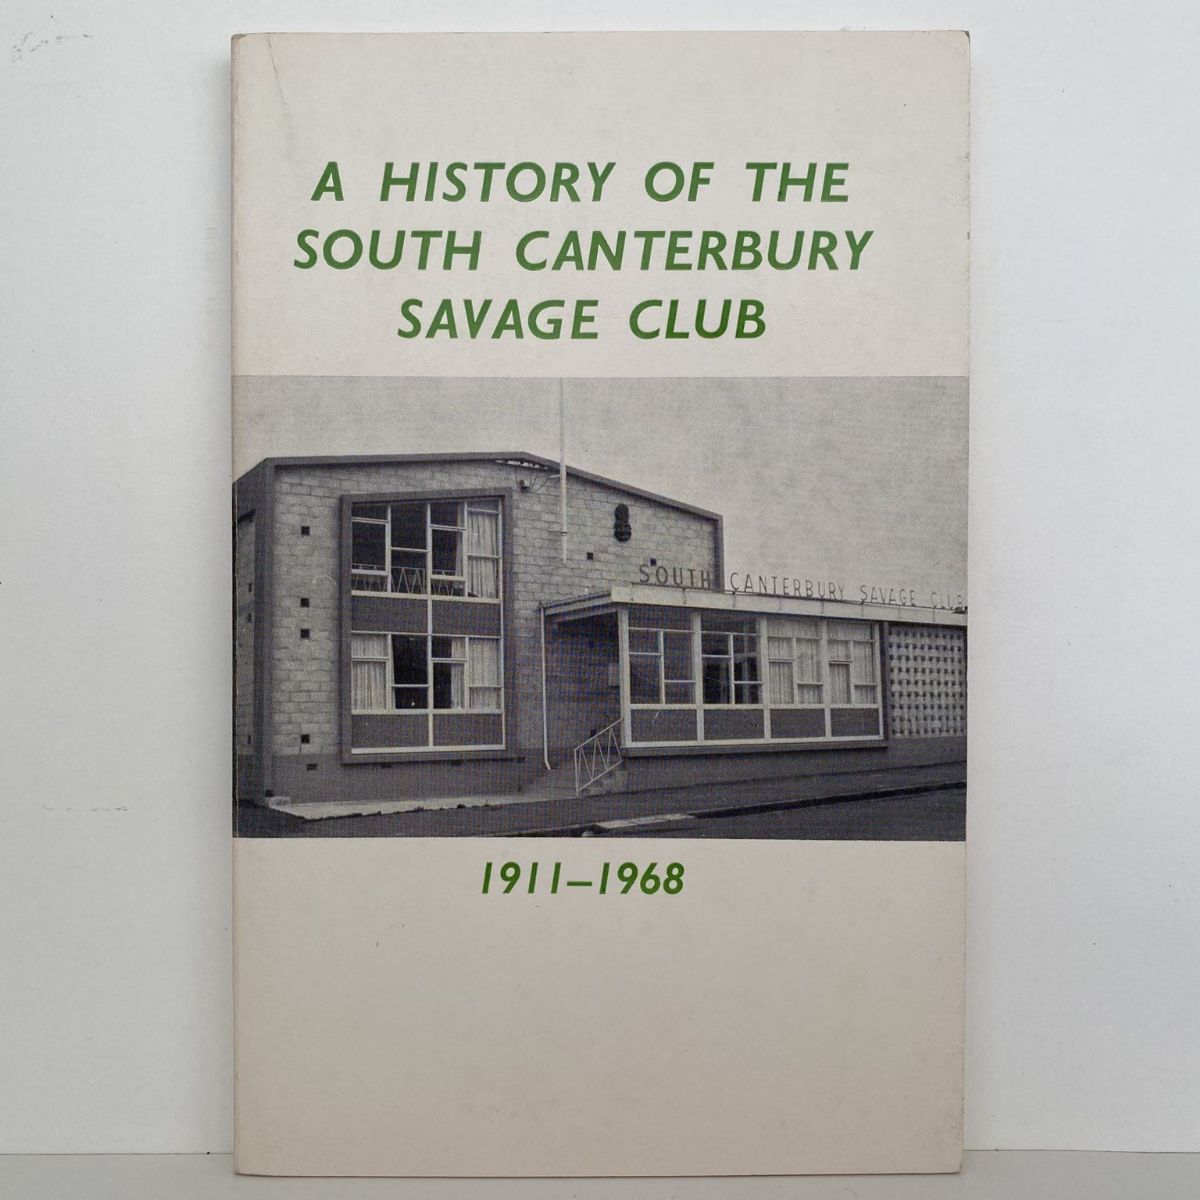 A HISTORY OF THE
SOUTH CANTERBURY
SAVAGE CLUB
SOUTH CANTERBURY SAVAGE CLUB
1911–1968